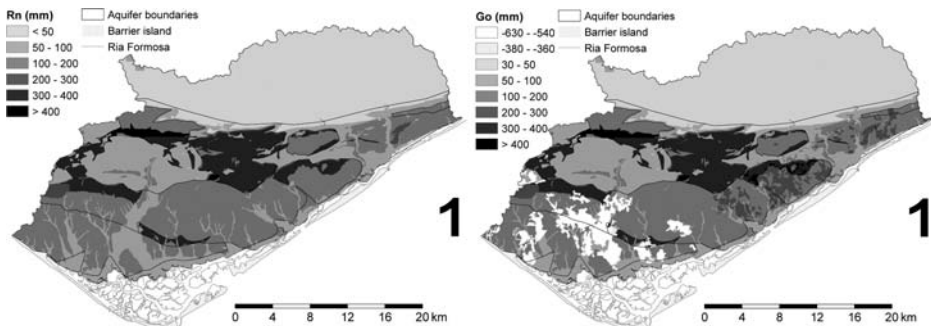 Rn (mm)
< 50
50 - 100
100 - 200
200 - 300
300 - 400
> 400
Aquifer boundaries
Barrier island
Ria Formosa
1
0 4 8 12 16 20 km
Go (mm)
-630 - -540
-380 - -360
30 - 50
50 - 100
100 - 200
200 - 300
300 - 400
> 400
Aquifer boundaries
Barrier island
Ria Formosa
1
0 4 8 12 16 20 km